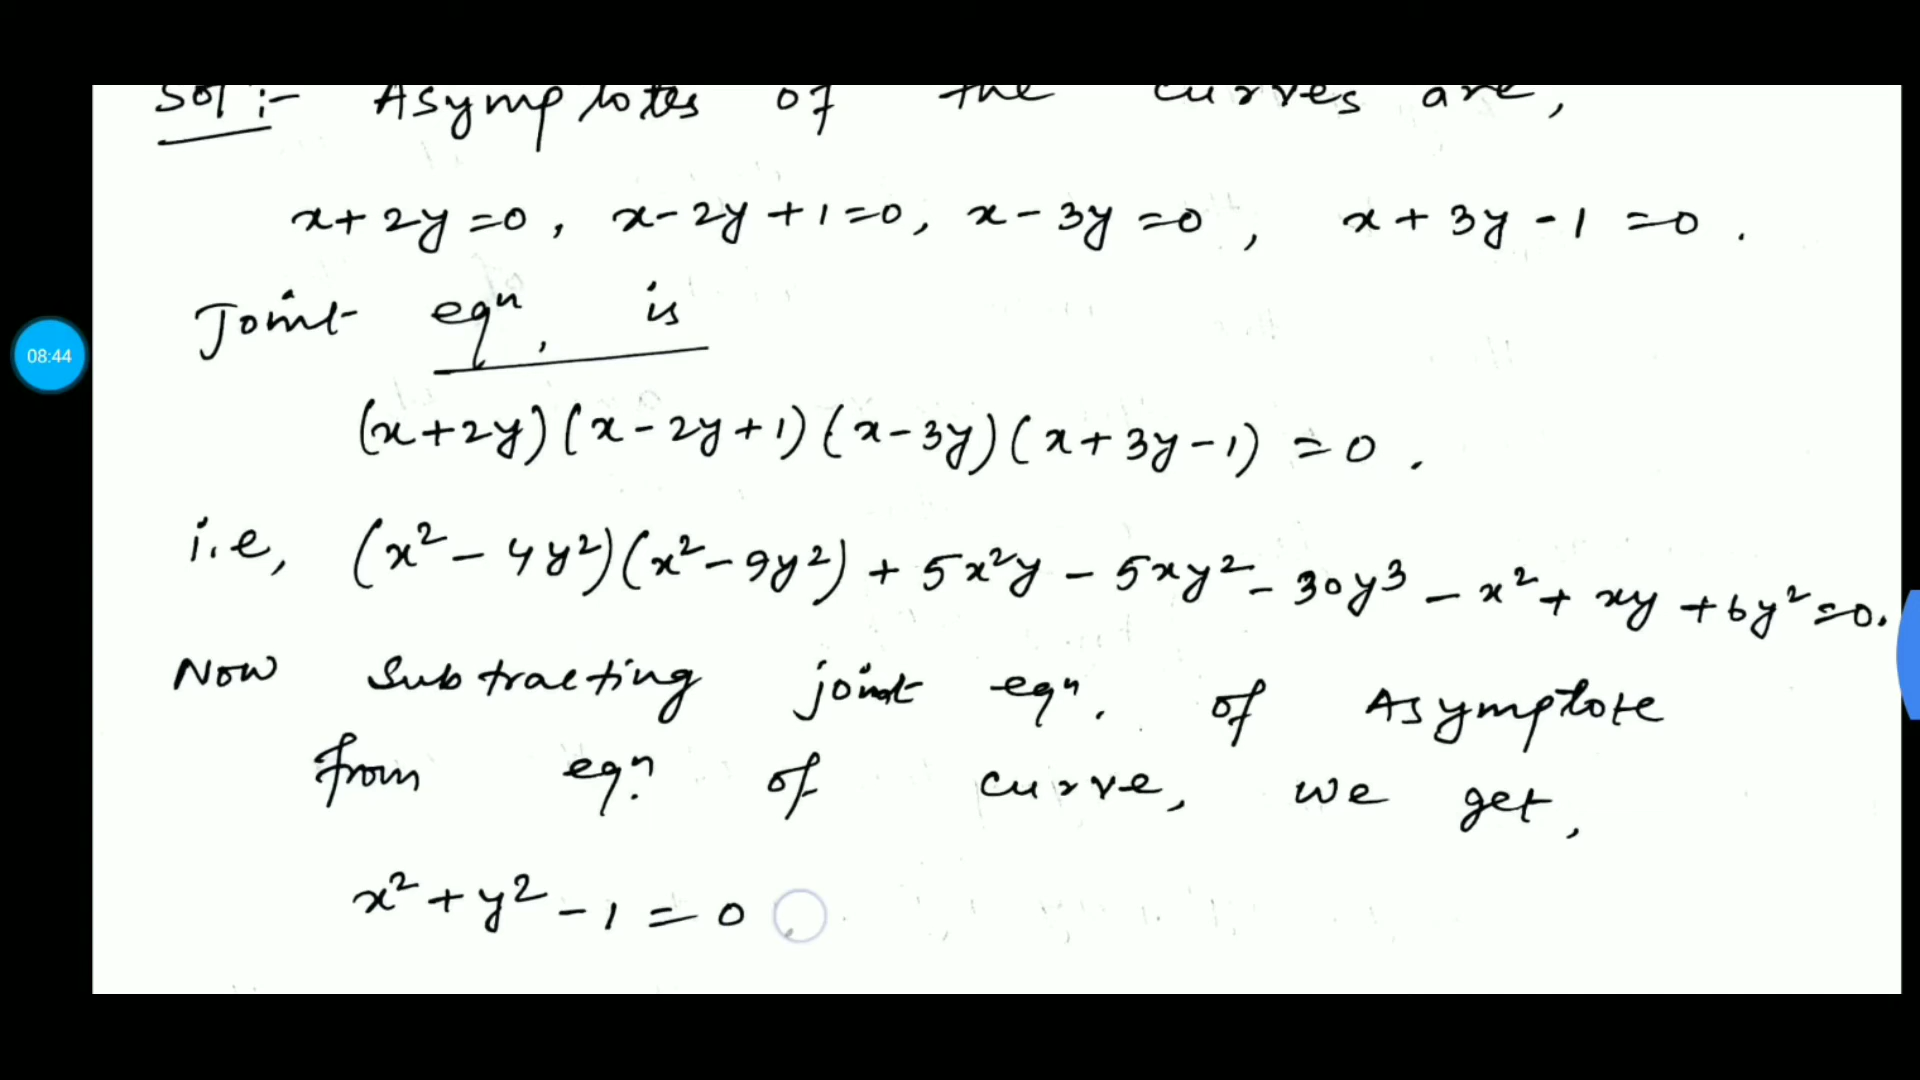 Sol :- Asymptotes of the curves are,
x+2y=0, x-2y+1=0, x-3y=0, x+3y-1=0.
Joint eqn. is
(x+2y)(x-2y+1)(x-3y)(x+3y-1)=0.
i.e, (x²-4y²)(x²-9y²)+5x²y-5xy²-30y³-x²+xy+6y²=0.
08:44
Now subtracting joint eqn. of Asymptote
from eqn. of curve, we get,
x²+y²-1=0